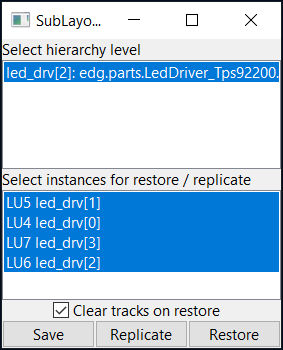 SubLayo...
Select hierarchy level
led_drv[2]: edg.parts.LedDriver_Tps92200.
Select instances for restore / replicate
LU5 led_drv[1]
LU4 led_drv[0]
LU7 led_drv[3]
LU6 led_drv[2]
Clear tracks on restore
Save Replicate Restore